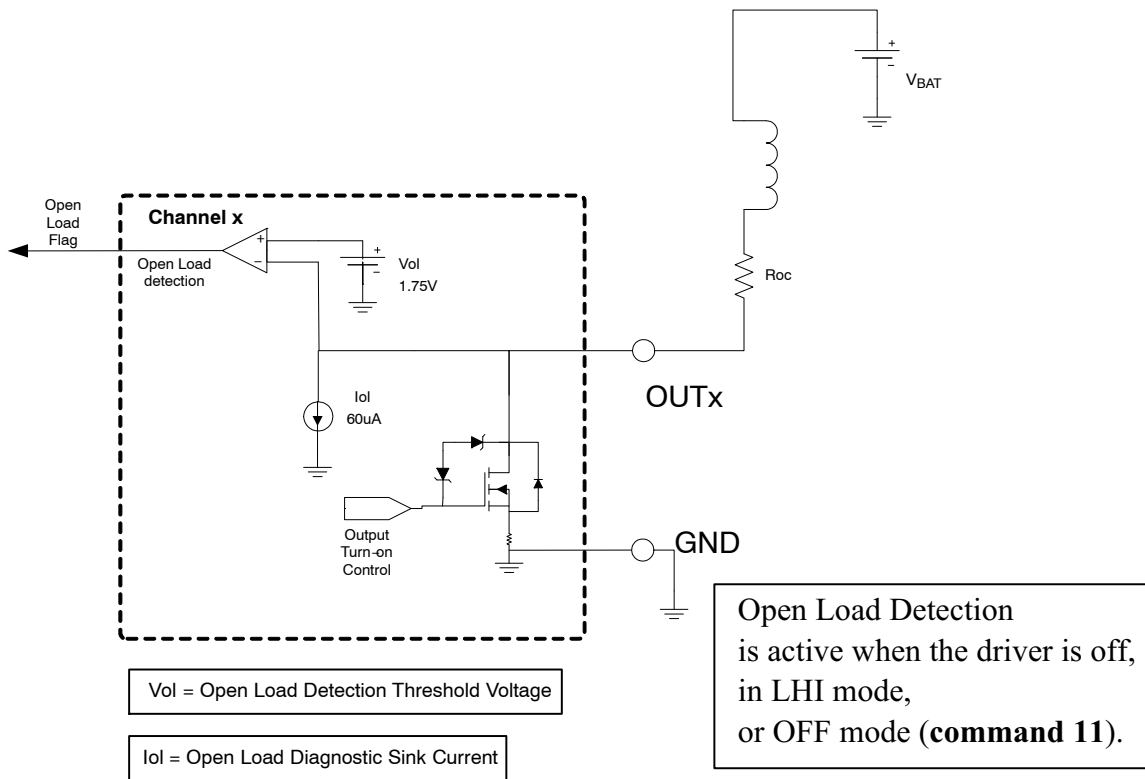 +
−
VBAT
Open
Load
Flag
Channel x
+
−
Open Load
detection
+
−
Vol
1.75V
Roc
Iol
60uA
OUTx
Output
Turn−on
Control
GND
Open Load Detection
is active when the driver is off,
in LHI mode,
or OFF mode (command 11).
Vol = Open Load Detection Threshold Voltage
Iol = Open Load Diagnostic Sink Current